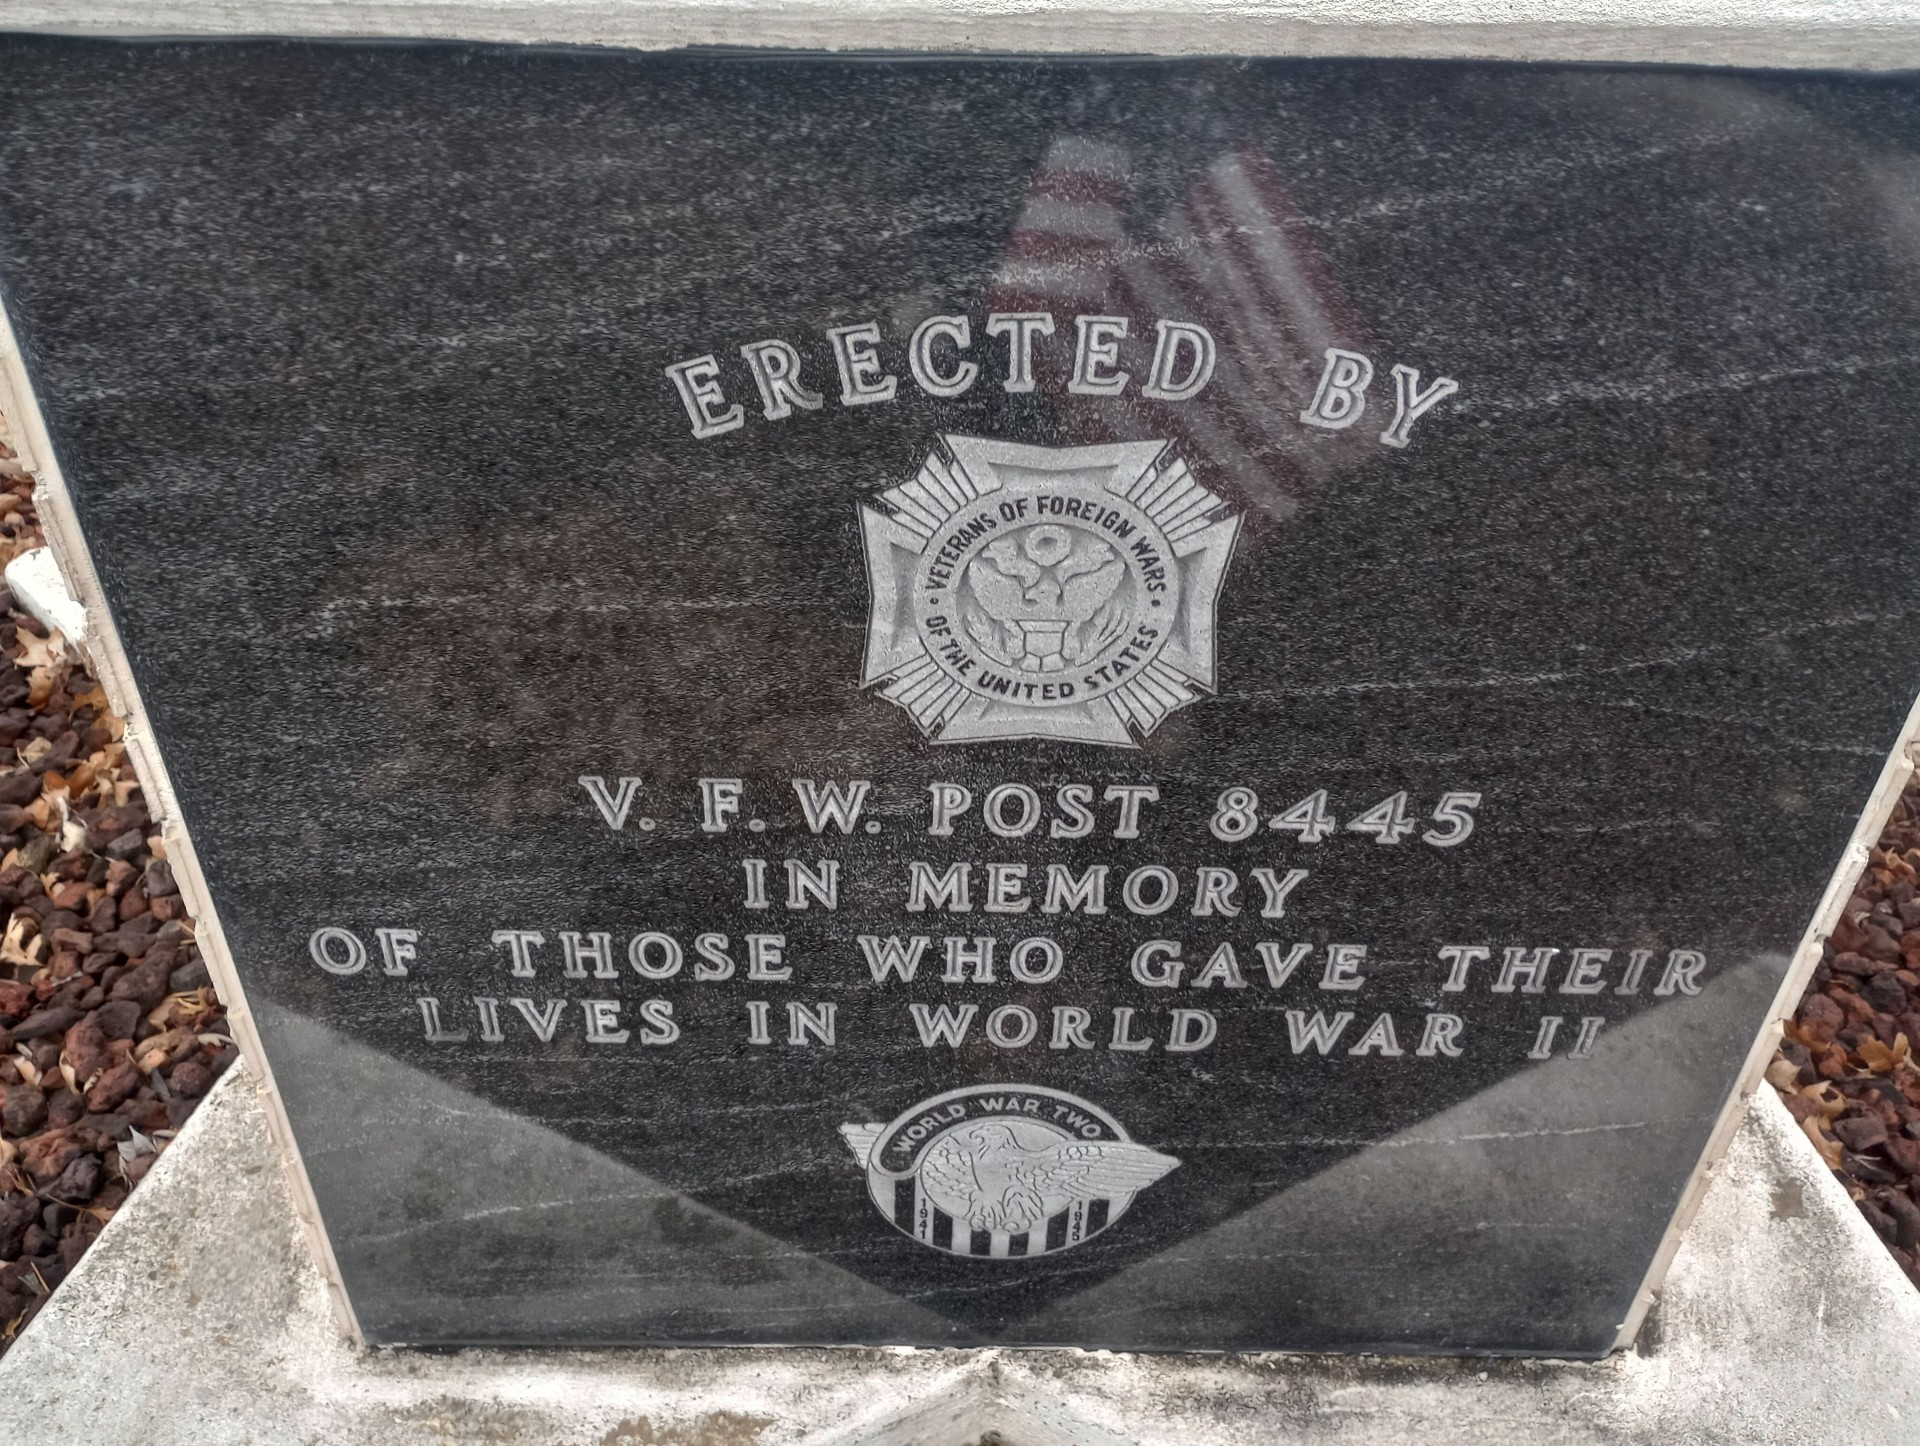 ERECTED BY
VETERANS OF FOREIGN WARS
OF THE UNITED STATES
V. F. W. POST 8445
IN MEMORY
OF THOSE WHO GAVE THEIR
LIVES IN WORLD WAR II
WORLD WAR TWO
1941
1945